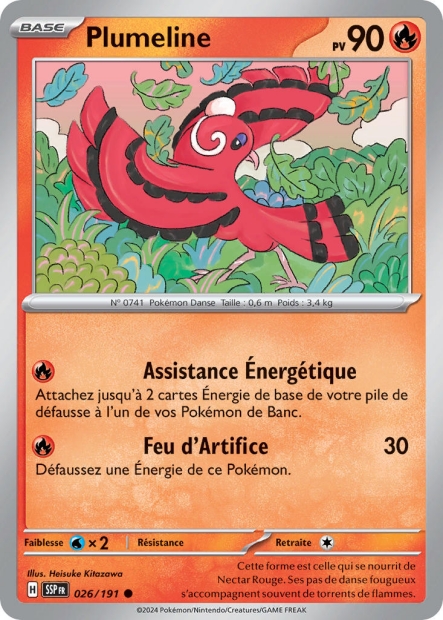 BASE
Plumeline
PV 90
N° 0741 Pokémon Danse Taille : 0,6 m Poids : 3,4 kg
Assistance Énergétique
Attachez jusqu'à 2 cartes Énergie de base de votre pile de
défausse à l'un de vos Pokémon de Banc.
Feu d'Artifice 30
Défaussez une Énergie de ce Pokémon.
Faiblesse ×2 Résistance Retraite
Illus. Heisuke Kitazawa
H SSP FR 026/191
Cette forme est celle qui se nourrit de
Nectar Rouge. Ses pas de danse fougueux
s'accompagnent souvent de torrents de flammes.
©2024 Pokémon/Nintendo/Creatures/GAME FREAK